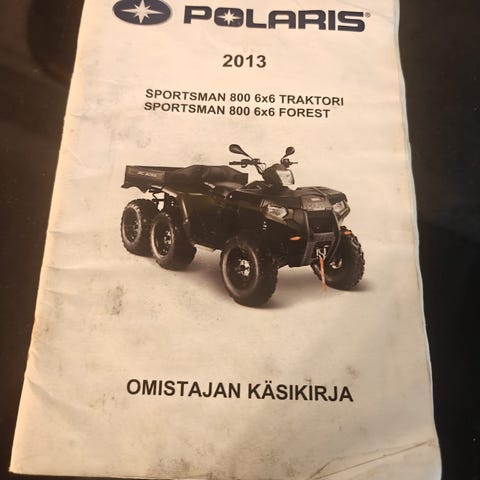 POLARIS®
2013
SPORTSMAN 800 6x6 TRAKTORI
SPORTSMAN 800 6x6 FOREST
OMISTAJAN KÄSIKIRJA